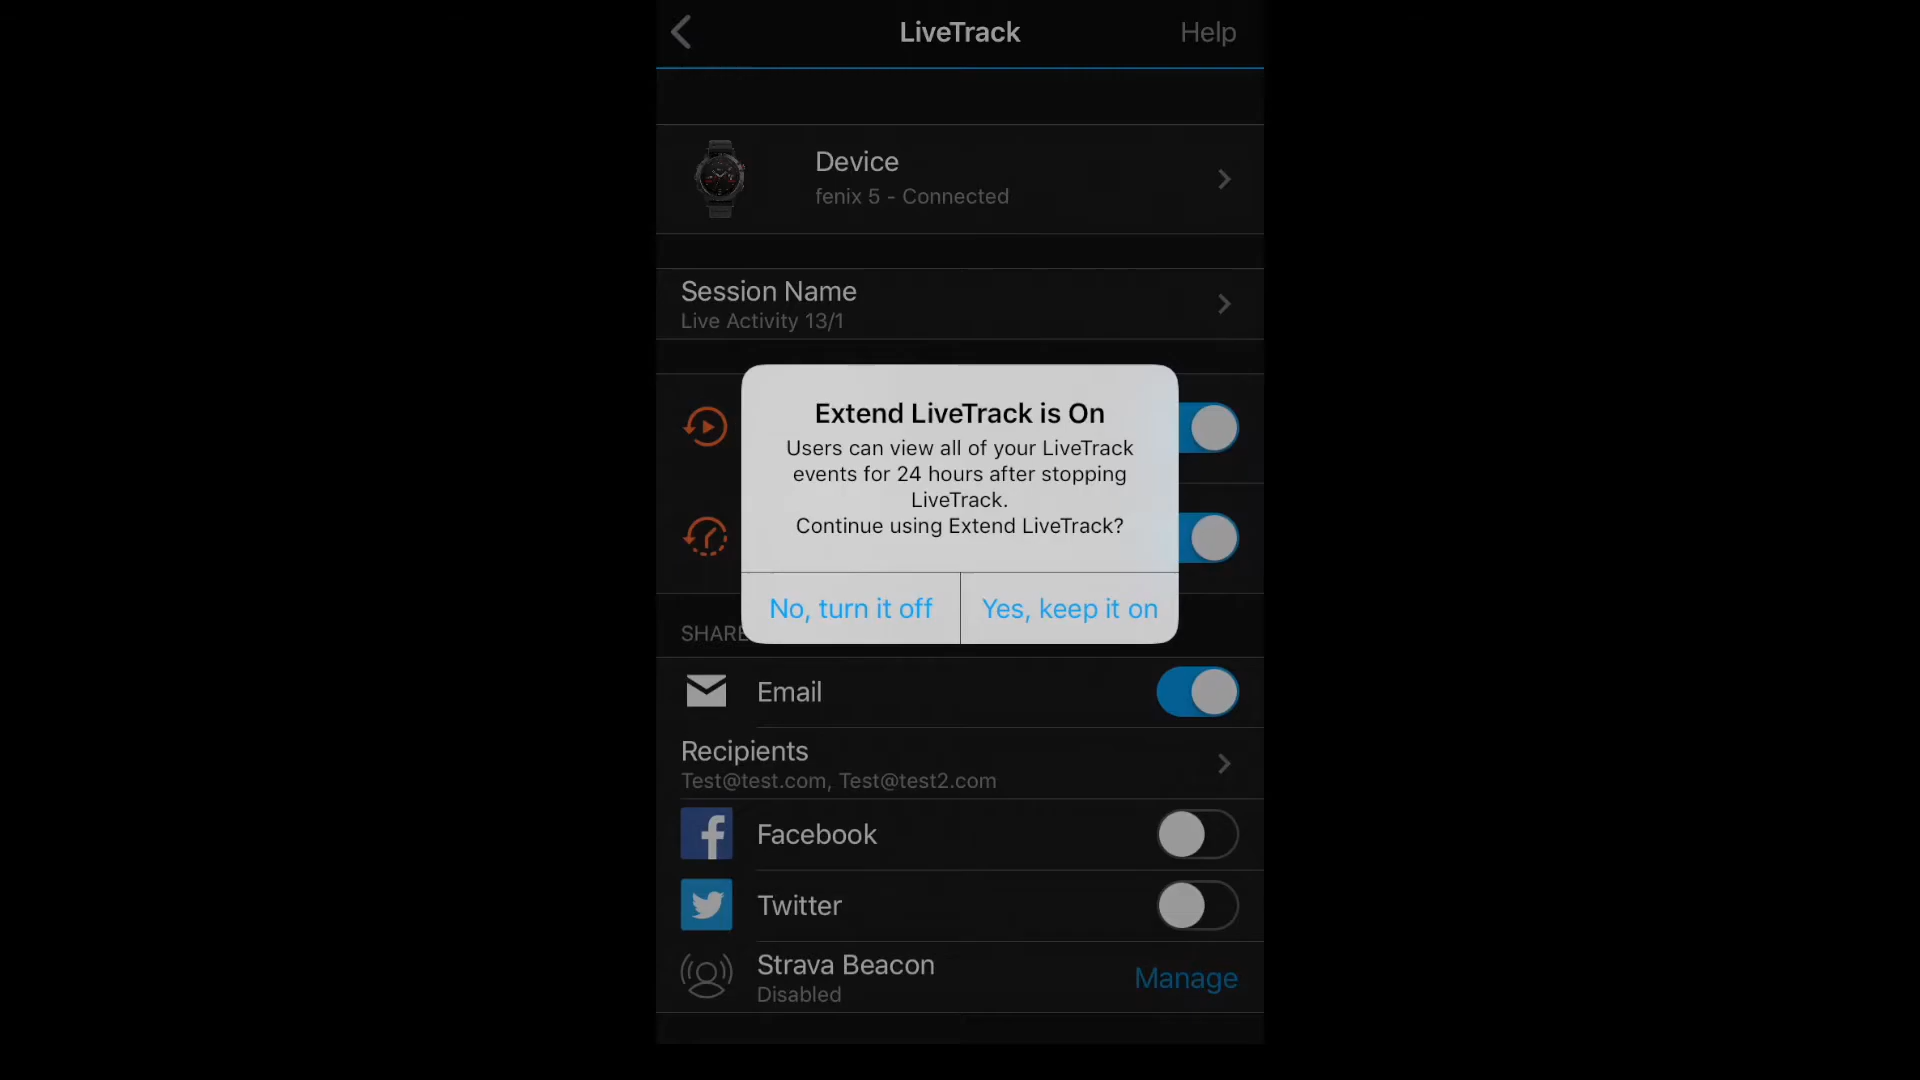 LiveTrack
Help
Device
fenix 5 - Connected
Session Name
Live Activity 13/1
Extend LiveTrack is On
Users can view all of your LiveTrack
events for 24 hours after stopping
LiveTrack.
Continue using Extend LiveTrack?
No, turn it off
Yes, keep it on
SHARE
Email
Recipients
Test@test.com, Test@test2.com
Facebook
Twitter
Strava Beacon
Disabled
Manage